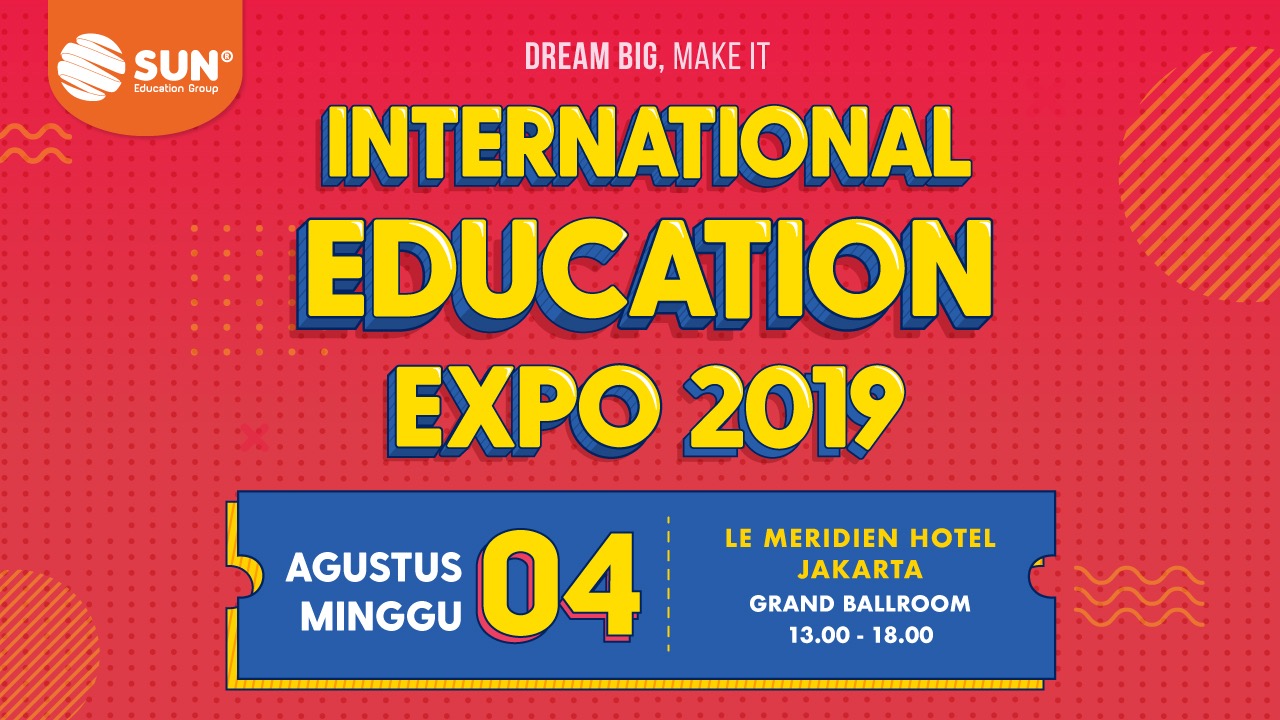 SUN®
Education Group
DREAM BIG, MAKE IT
INTERNATIONAL
EDUCATION
EXPO 2019
AGUSTUS
MINGGU
04
LE MERIDIEN HOTEL
JAKARTA
GRAND BALLROOM
13.00 - 18.00